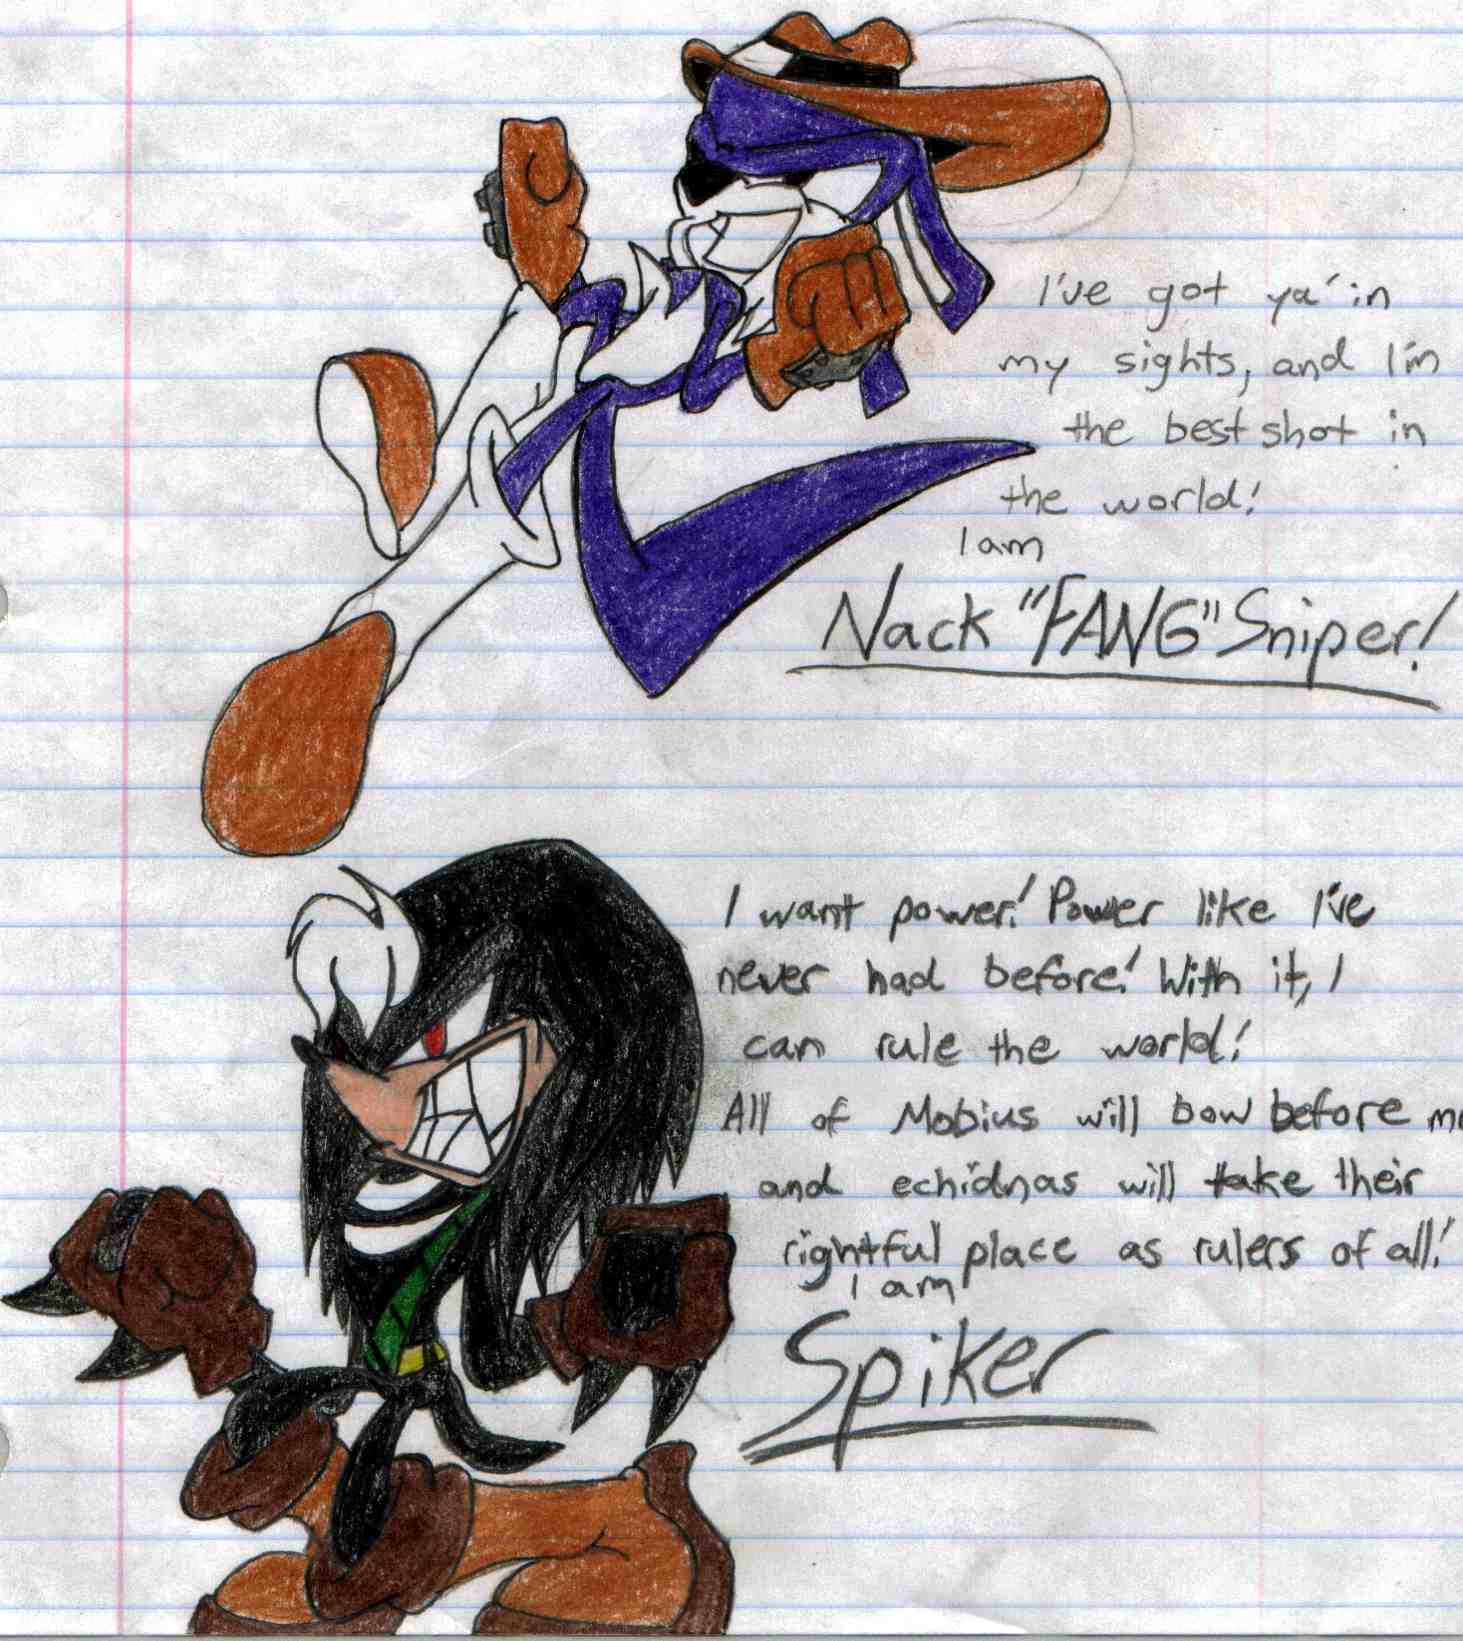 I've got ya' in
my sights, and I'm
the best shot in
the world!
I am
Nack "FANG" Sniper!
I want power! Power like I've
never had before! With it, I
can rule the world!
All of Mobius will bow before me
and echidnas will take their
rightful place as rulers of all!
I am
Spiker